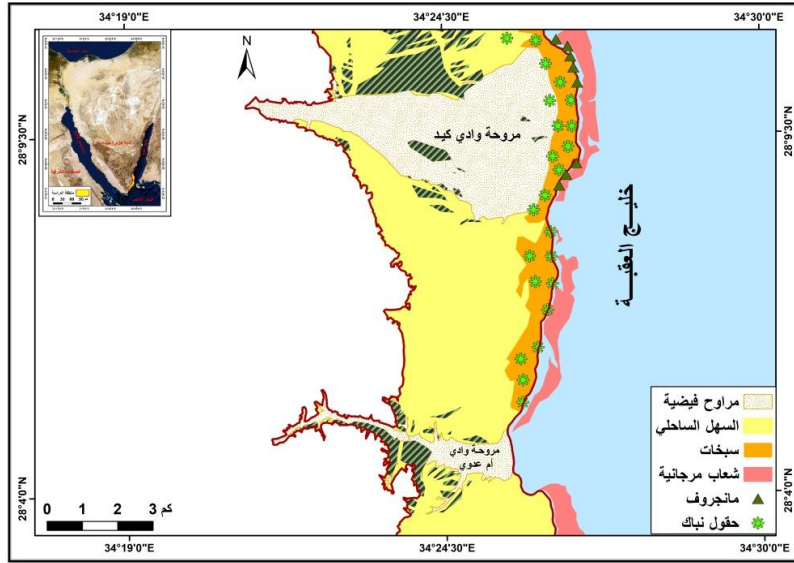 34°19'0"E
34°24'30"E
34°30'0"E
N
28°9'30"N
28°9'30"N
مروحة وادي كيد
خليج العقبة
منطقة الدراسة
مراوح فيضية
السهل الساحلي
سبخات
شعاب مرجانية
مانجروف
حقول نباك
مروحة وادي
أم عدوي
28°4'0"N
28°4'0"N
0 1 2 3 كم
34°19'0"E
34°24'30"E
34°30'0"E